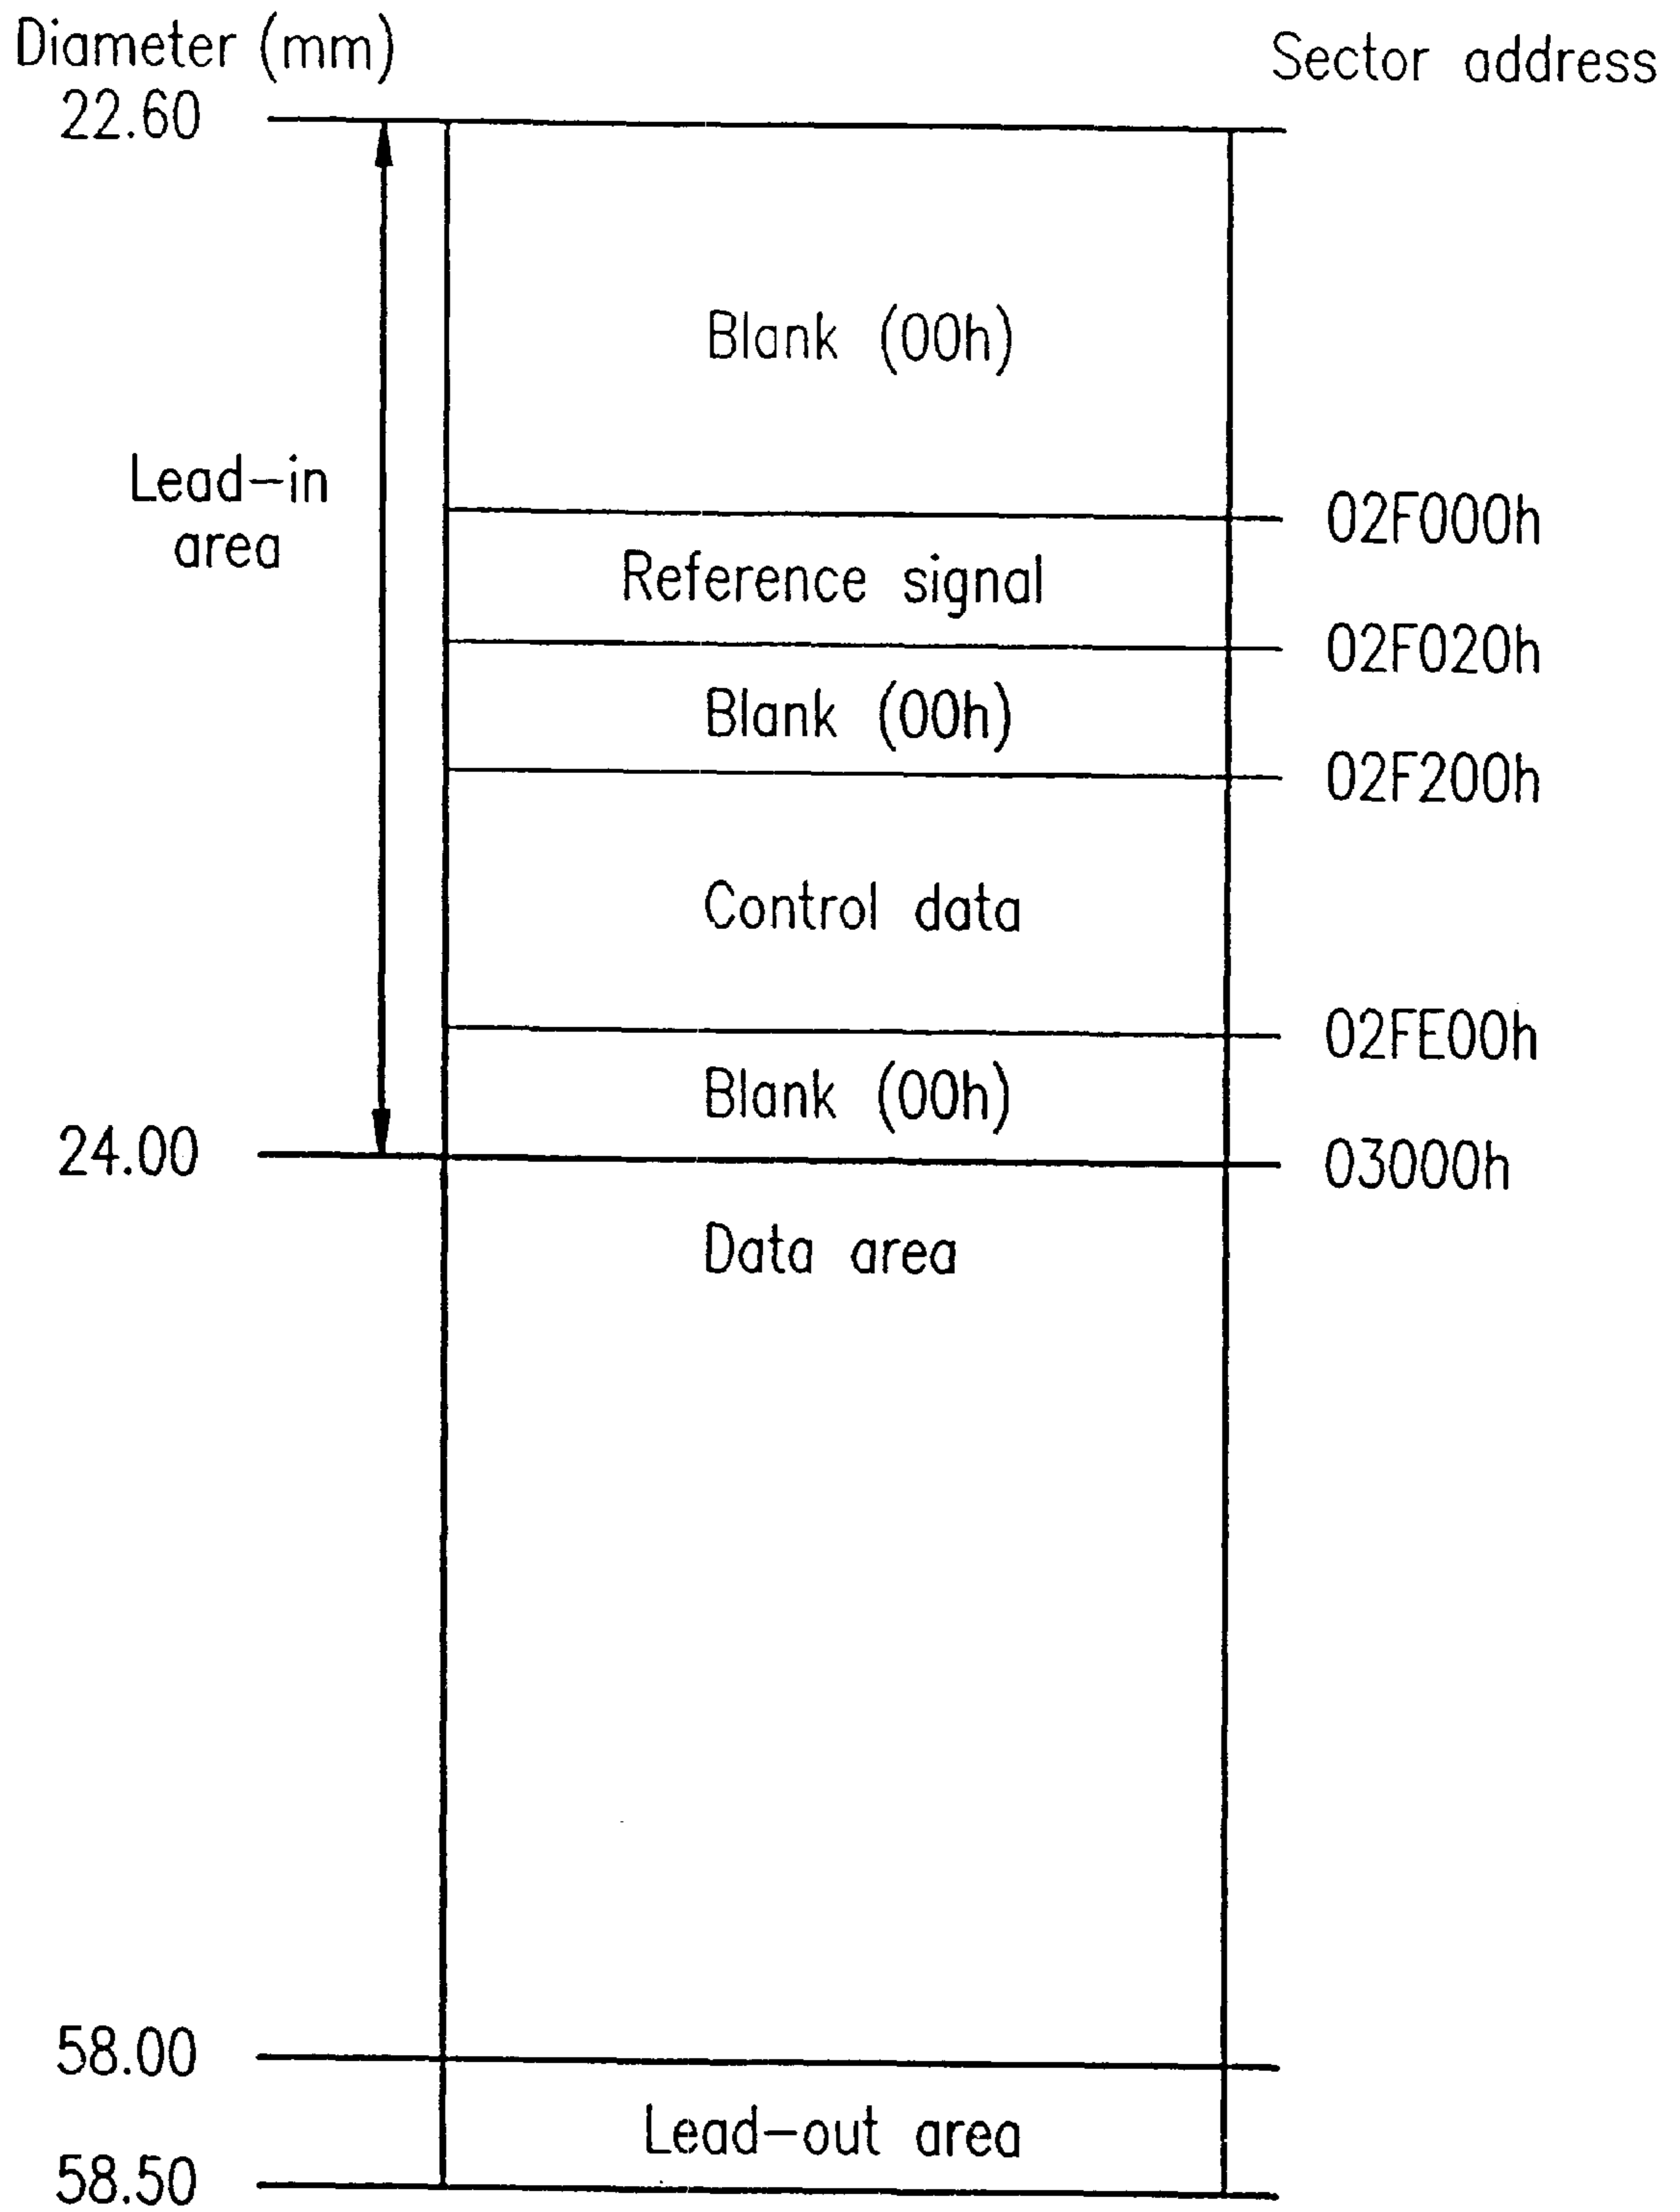 Diameter (mm)
Sector address
22.60
Blank (00h)
Lead-in
area
02F000h
Reference signal
02F020h
Blank (00h)
02F200h
Control data
02FE00h
Blank (00h)
24.00
03000h
Data area
58.00
Lead-out area
58.50